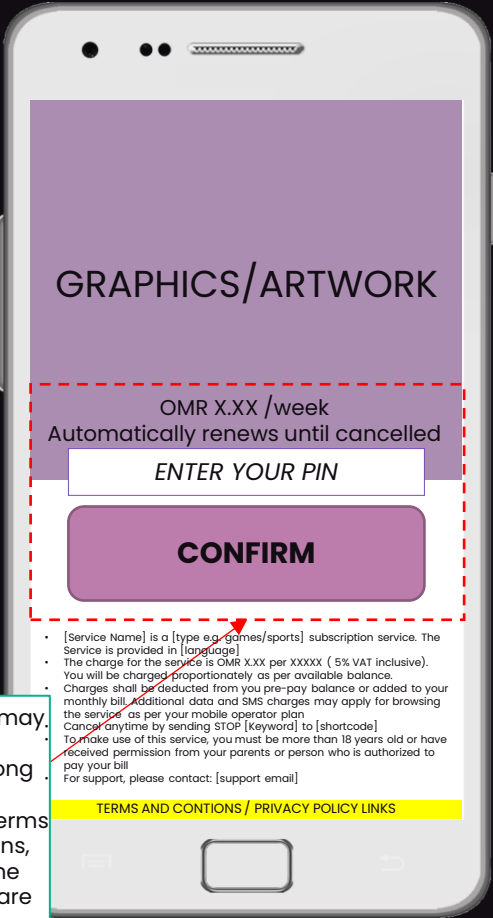 GRAPHICS/ARTWORK
OMR X.XX /week
Automatically renews until cancelled
ENTER YOUR PIN
CONFIRM
• [Service Name] is a [type e.g. games/sports] subscription service. The
Service is provided in [language]
• The charge for the service is OMR X.XX per XXXXX ( 5% VAT inclusive).
You will be charged proportionately as per available balance.
• Charges shall be deducted from you pre-pay balance or added to your
monthly bill. Additional data and SMS charges may apply for browsing
the service as per your mobile operator plan
• Cancel anytime by sending STOP [Keyword] to [shortcode]
• To make use of this service, you must be more than 18 years old or have
received permission from your parents or person who is authorized to
pay your bill
• For support, please contact: [support email]
TERMS AND CONTIONS / PRIVACY POLICY LINKS
may
ong
erms
ns,
ne
are